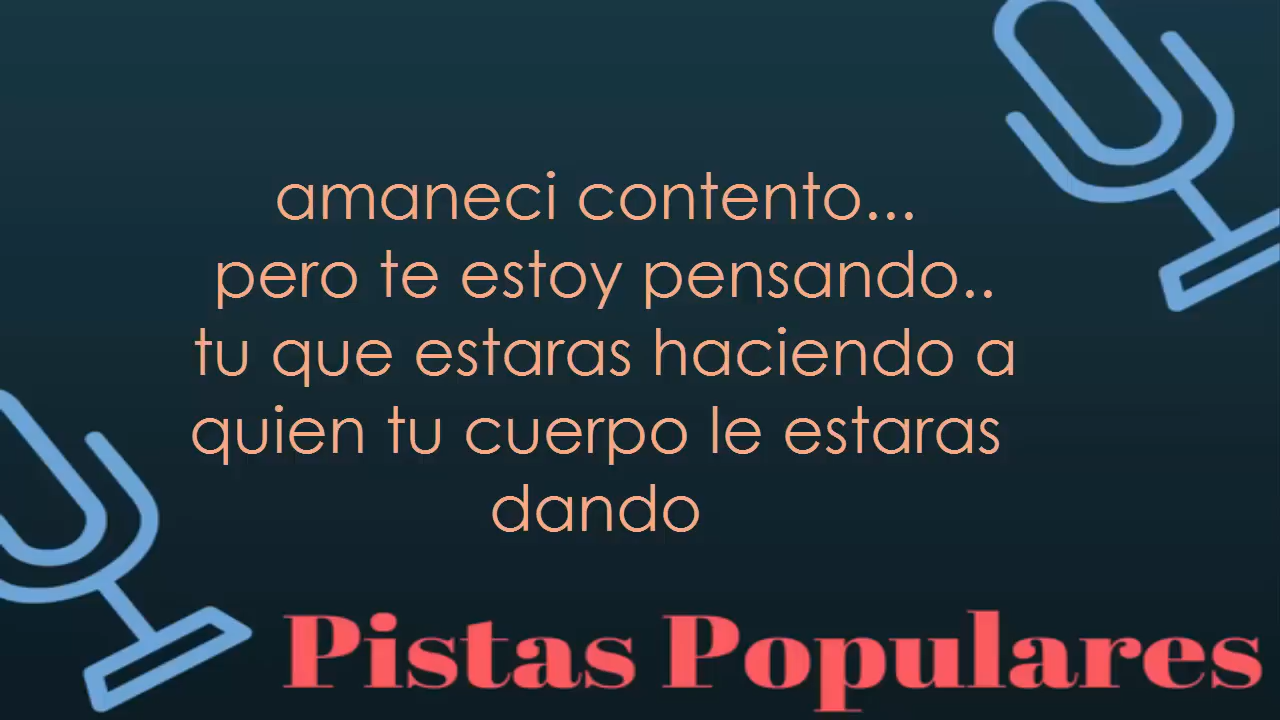 amaneci contento...
pero te estoy pensando..
tu que estaras haciendo a
quien tu cuerpo le estaras
dando
Pistas Populares